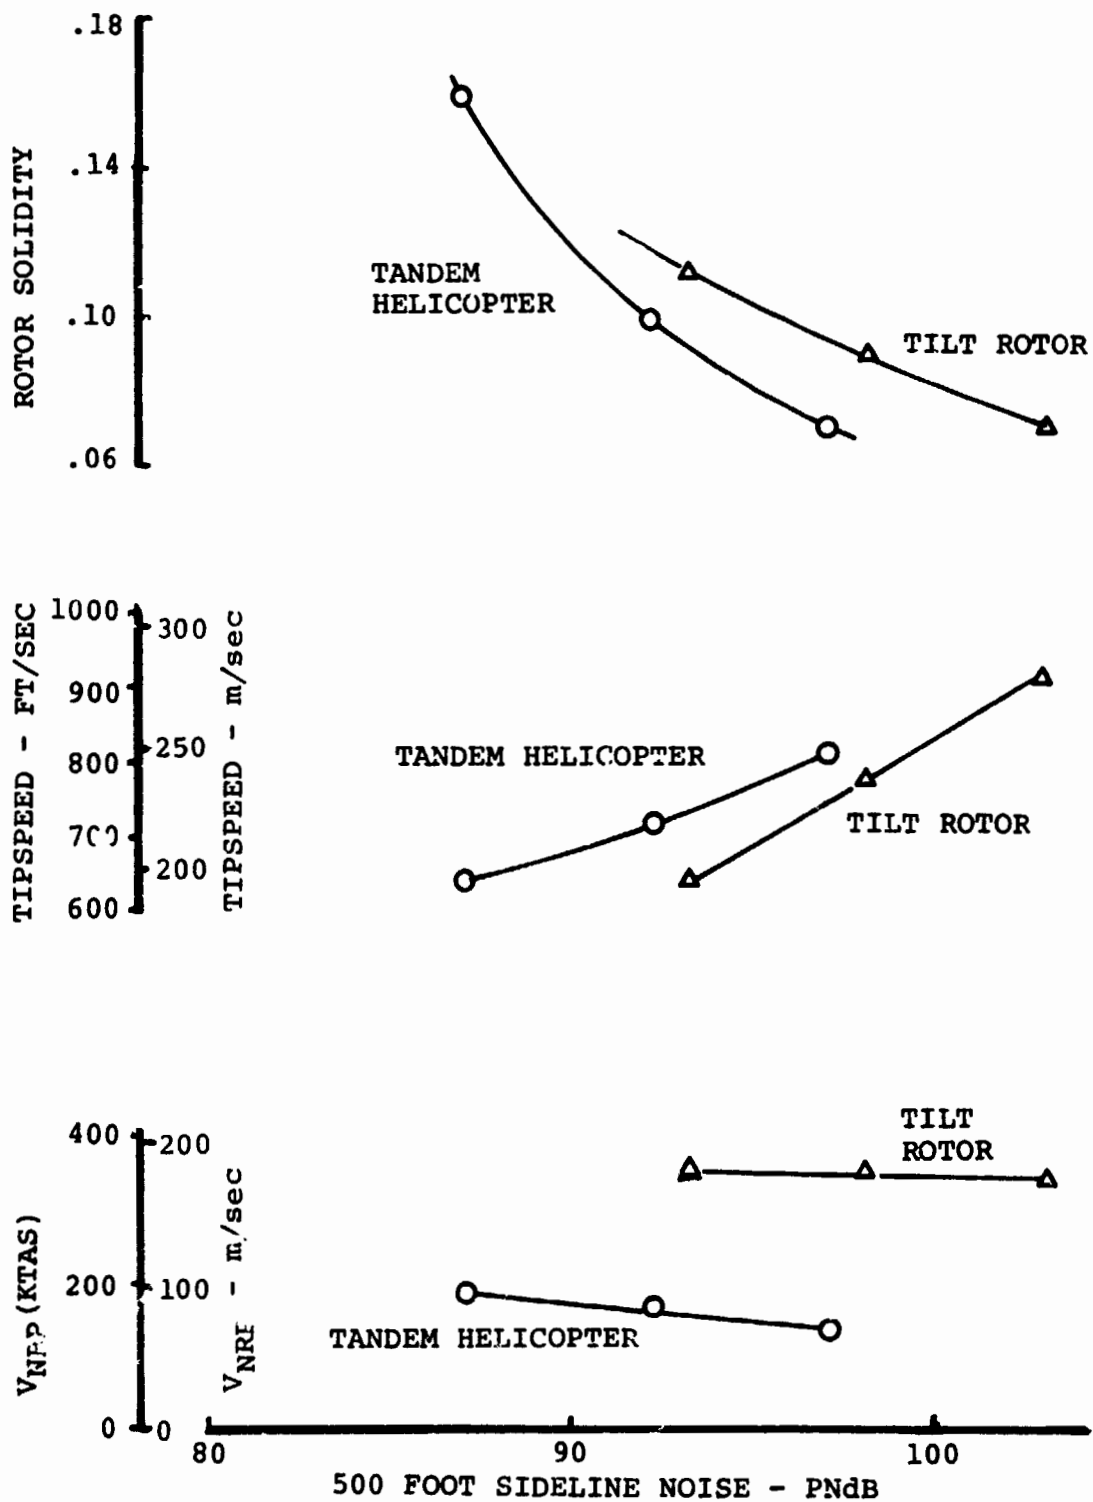 .18
.14
.10
.06
ROTOR SOLIDITY
TANDEM
HELICOPTER
TILT ROTOR
1000
900
800
600
TIPSPEED - FT/SEC
300
250
200
TIPSPEED - m/sec
TANDEM HELICOPTER
TILT ROTOR
400
200
0
(KTAS)
200
100
0
- m/sec
TILT
ROTOR
TANDEM HELICOPTER
80 90 100
500 FOOT SIDELINE NOISE - PNdB